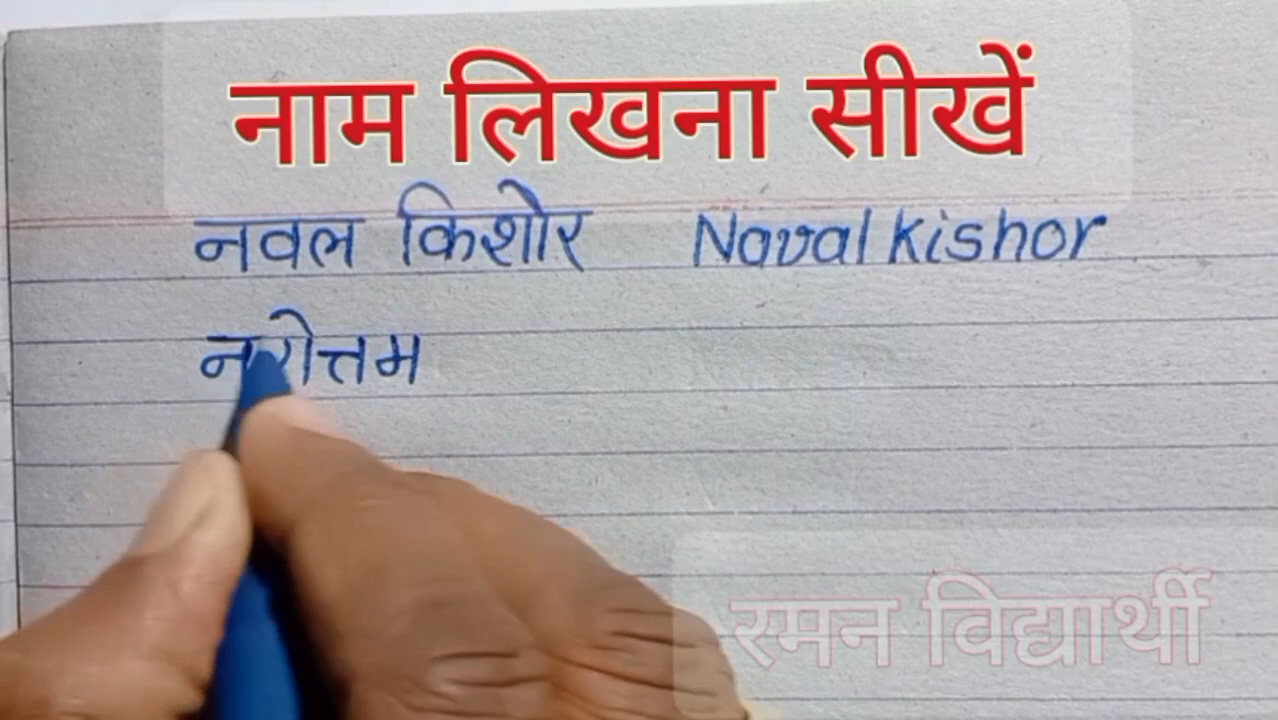 नाम लिखना सीखें
नवल किशोर Naval kishor
नरोत्तम
रमन विद्यार्थी